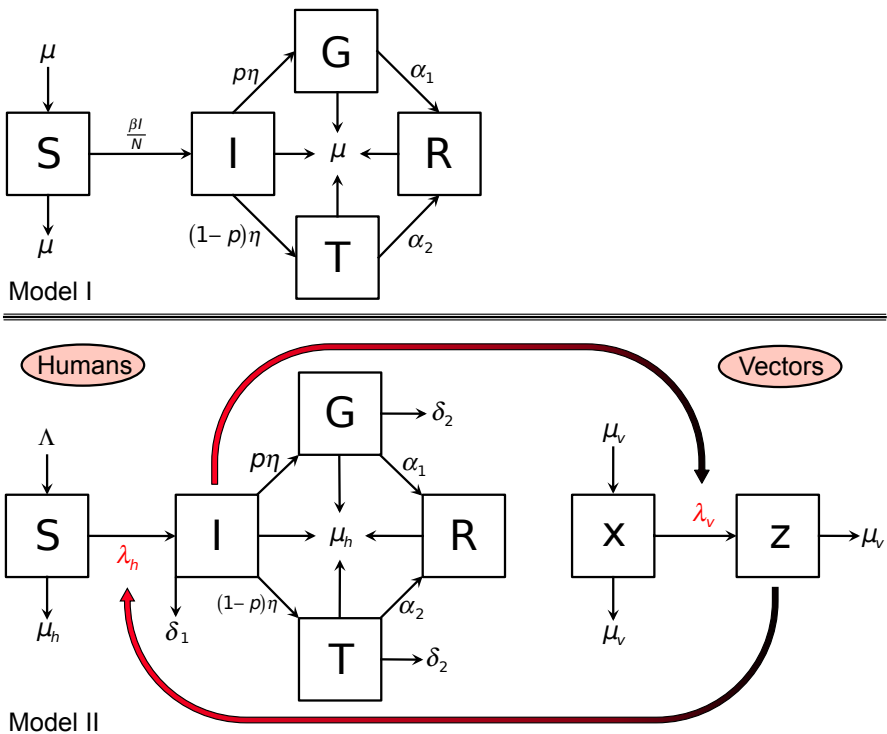 μ
G
pη
α₁
S
βI/N
I
μ
R
μ
(1– p)η
T
α₂
Model I
Humans
Vectors
Λ
G
δ₂
pη
α₁
μᵥ
S
λₕ
I
μₕ
R
x
λᵥ
z
μᵥ
μₕ
δ₁
(1– p)η
T
α₂
δ₂
μᵥ
Model II